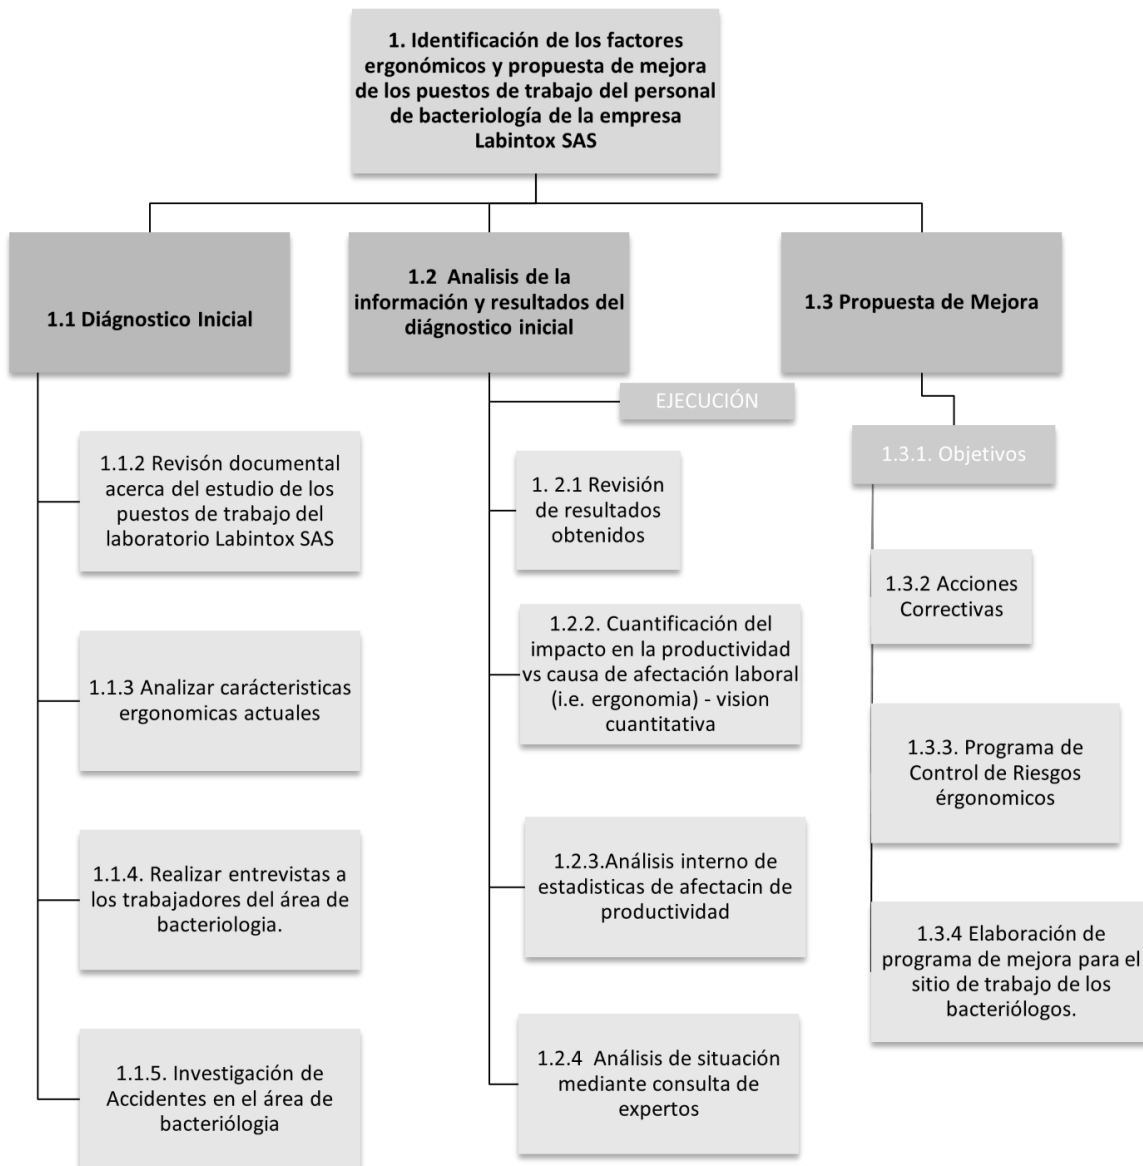 1. Identificación de los factores
ergonómicos y propuesta de mejora
de los puestos de trabajo del personal
de bacteriología de la empresa
Labintox SAS
1.1 Diágnostico Inicial
1.2  Analisis de la
información y resultados del
diágnostico inicial
1.3 Propuesta de Mejora
EJECUCIÓN
1.1.2 Revisón documental
acerca del estudio de los
puestos de trabajo del
laboratorio Labintox SAS
1.1.3 Analizar carácteristicas
ergonomicas actuales
1.1.4. Realizar entrevistas a
los trabajadores del área de
bacteriologia.
1.1.5. Investigación de
Accidentes en el área de
bacteriólogia
1. 2.1 Revisión
de resultados
obtenidos
1.2.2. Cuantificación del
impacto en la productividad
vs causa de afectación laboral
(i.e. ergonomia) - vision
cuantitativa
1.2.3.Análisis interno de
estadisticas de afectacin de
productividad
1.2.4  Análisis de situación
mediante consulta de
expertos
1.3.1. Objetivos
1.3.2 Acciones
Correctivas
1.3.3. Programa de
Control de Riesgos
érgonomicos
1.3.4 Elaboración de
programa de mejora para el
sitio de trabajo de los
bacteriólogos.